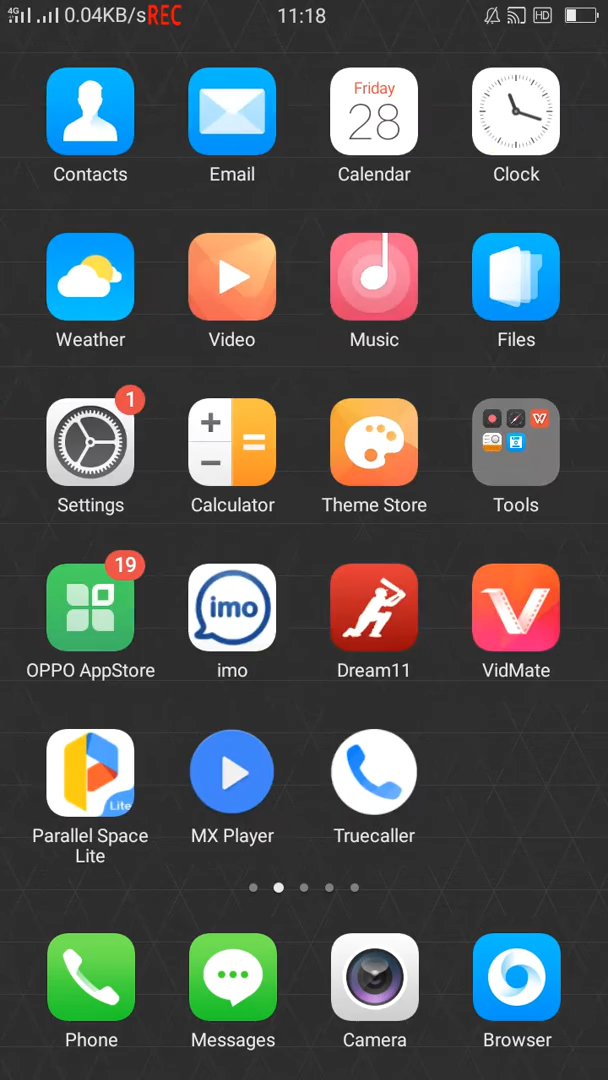 4G 0.04KB/s REC 11:18 HD
Friday
28
Contacts Email Calendar Clock
Weather Video Music Files
1
Settings Calculator Theme Store Tools
19
imo
OPPO AppStore imo Dream11 VidMate
Lite
Parallel Space MX Player Truecaller
Lite
Phone Messages Camera Browser